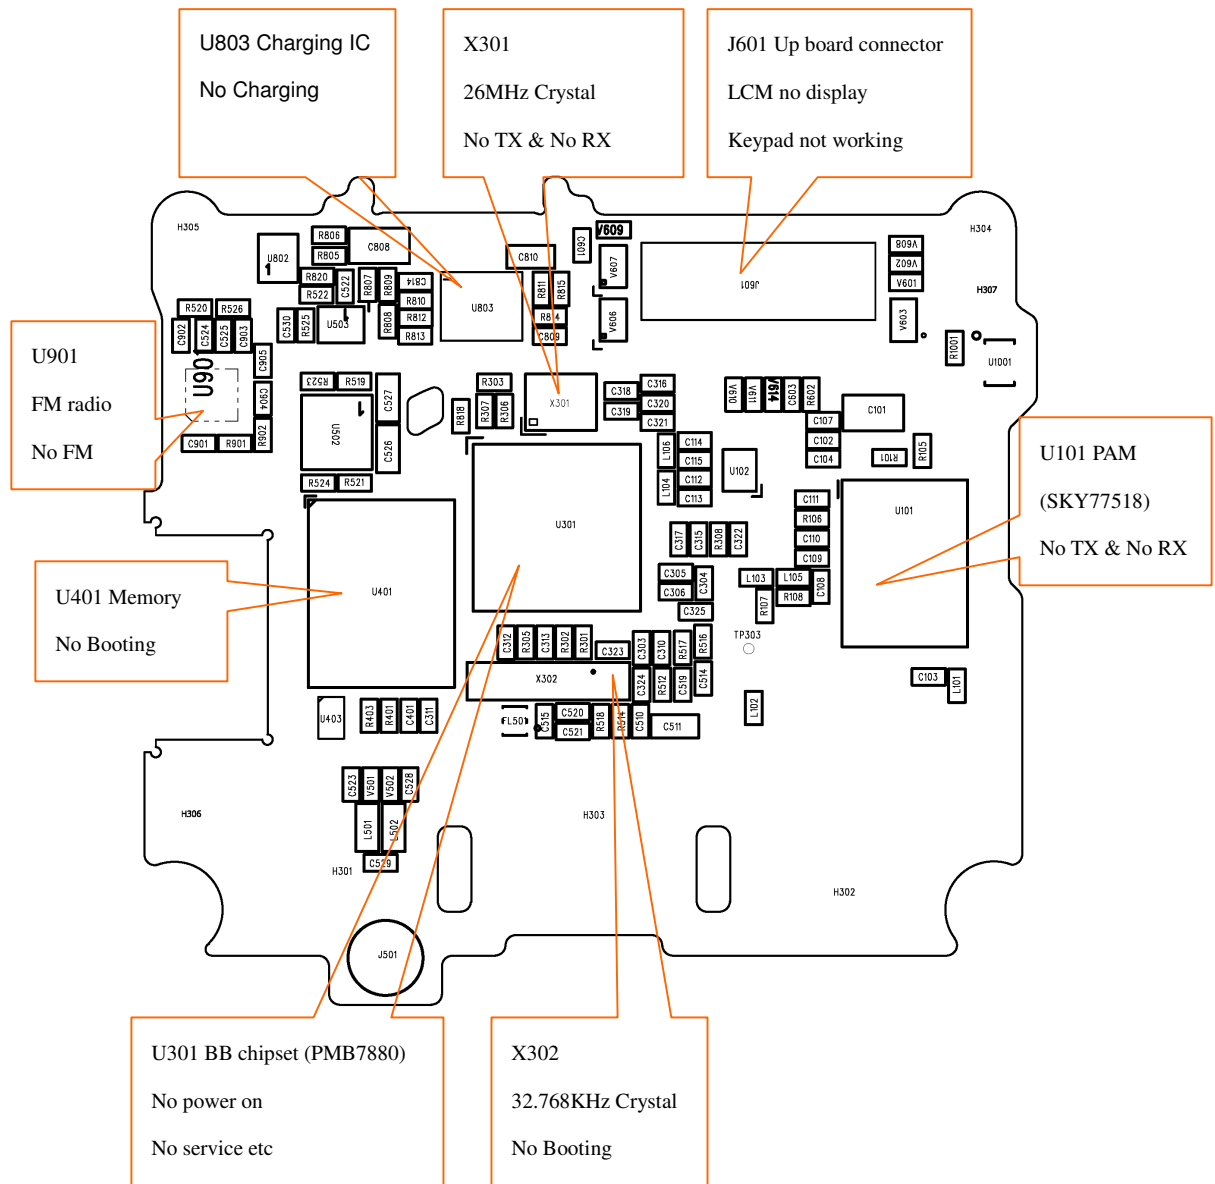 U803 Charging IC
No Charging
X301
26MHz Crystal
No TX & No RX
J601 Up board connector
LCM no display
Keypad not working
H305
R806
R805
C808
U802
1
R820
R522
C522
R807
R809
C814
R810
R812
R808
R813
C530
R525
U503
1
U803
C810
R811
R815
R814
C809
C601
V609
V607
V606
J601
V608
V602
V601
V603
H304
H307
R1001
U1001
R520
R526
C902
C524
C525
C903
U901
C905
C904
R902
C901
R901
U901
FM radio
No FM
R523
R519
C527
1
U502
C526
R524
R521
R818
R303
R307
R306
X301
C318
C319
C316
C320
C321
L106
C114
C115
L104
C112
C113
U102
V610
V611
V614
C603
R602
C107
C102
C104
C101
R101
R105
U101 PAM
(SKY77518)
No TX & No RX
C111
R106
C110
C109
U101
U301
C317
C315
R308
C322
C305
C306
C304
C325
L103
L105
R107
R108
C108
TP303
U401 Memory
No Booting
U401
C312
R305
C313
R302
R301
C323
C303
C310
R517
R516
X302
C324
R512
C519
C514
C103
L101
L102
U403
R403
R401
C401
C311
FL501
C515
C520
C521
R518
R514
C510
C511
C523
V501
V502
C528
L501
L502
C529
H306
H301
H303
H302
J501
U301 BB chipset (PMB7880)
No power on
No service etc
X302
32.768KHz Crystal
No Booting